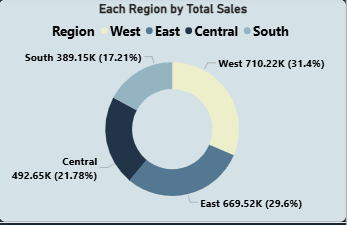 Each Region by Total Sales
Region West East Central South
South 389.15K (17.21%)
West 710.22K (31.4%)
Central
492.65K (21.78%)
East 669.52K (29.6%)